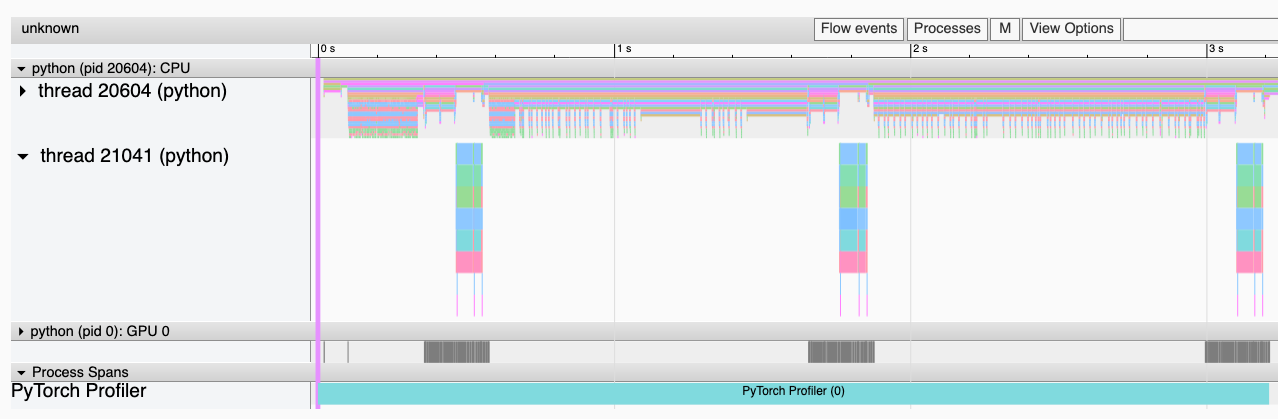 unknown
Flow events Processes M View Options
0 s 1 s 2 s 3 s
python (pid 20604): CPU
thread 20604 (python)
thread 21041 (python)
python (pid 0): GPU 0
Process Spans
PyTorch Profiler
PyTorch Profiler (0)